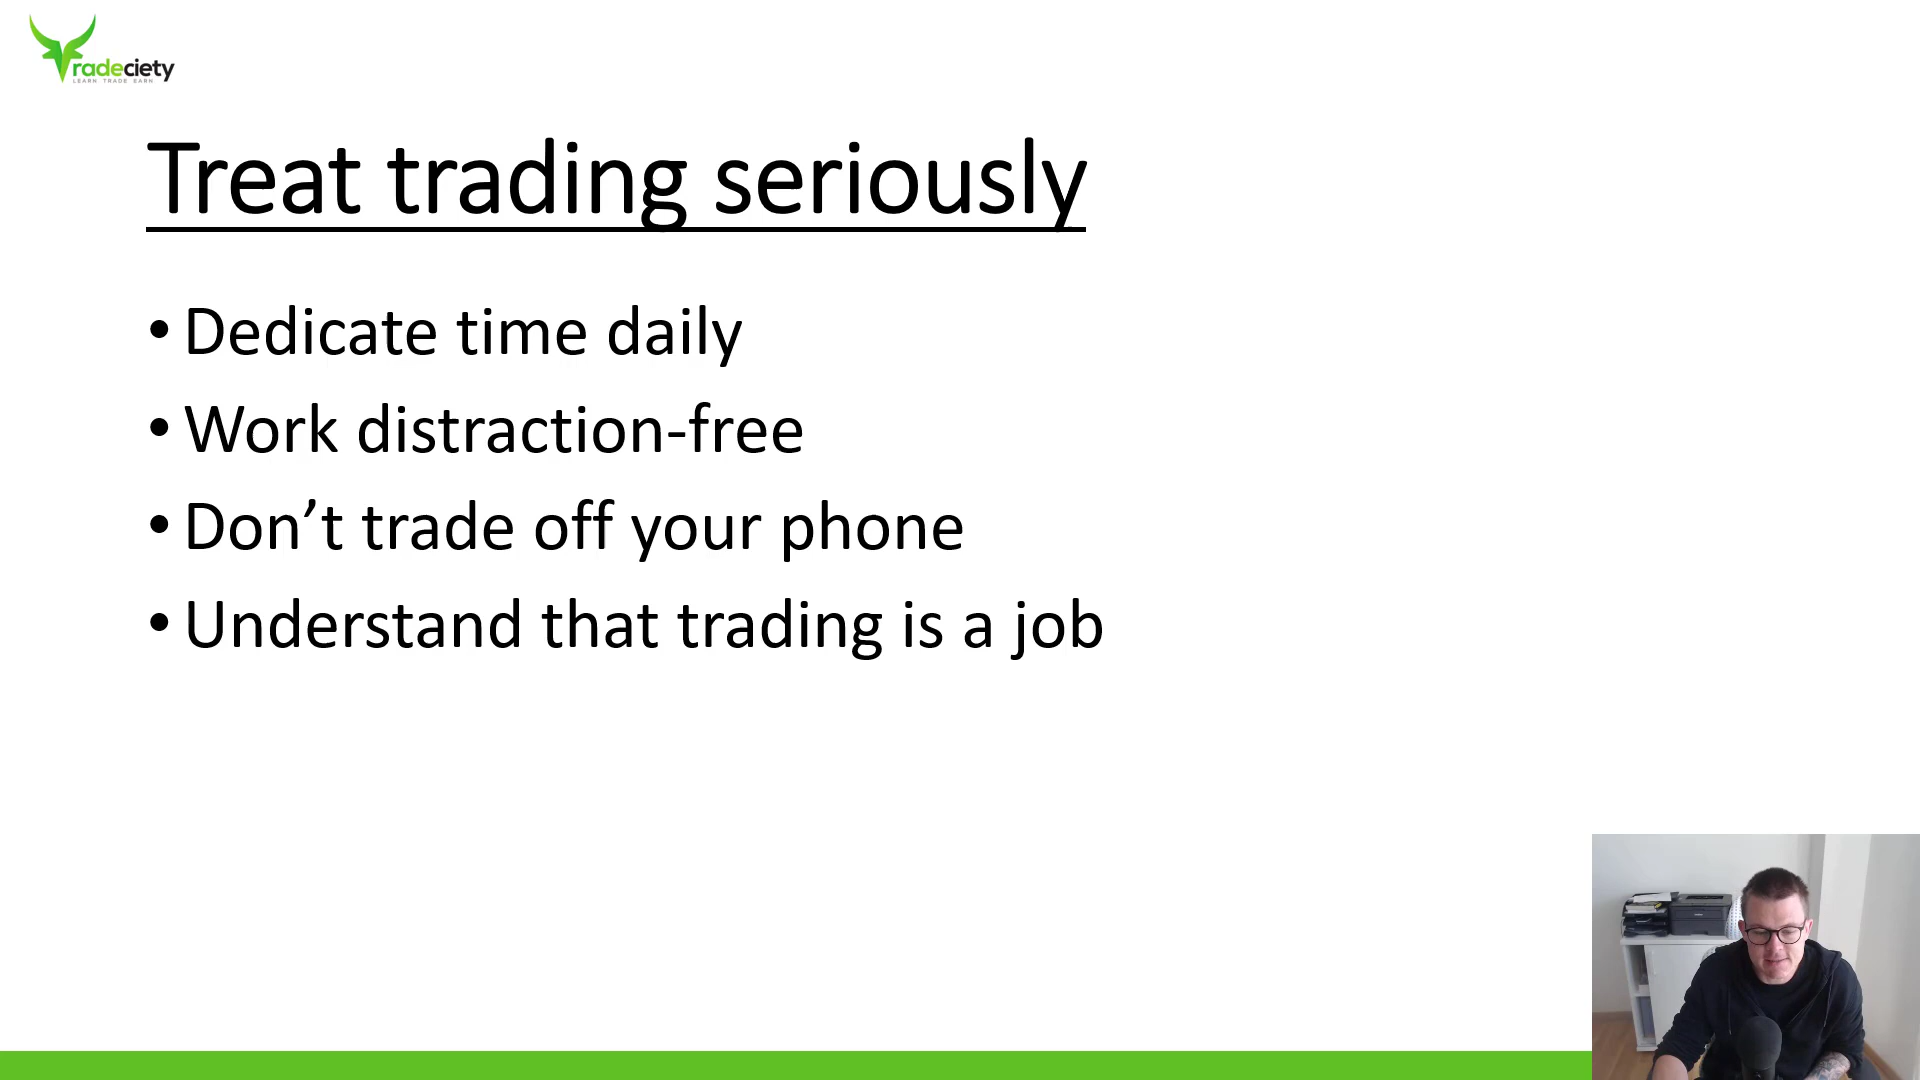 Tradeciety
LEARN TRADE EARN
Treat trading seriously
• Dedicate time daily
• Work distraction-free
• Don’t trade off your phone
• Understand that trading is a job